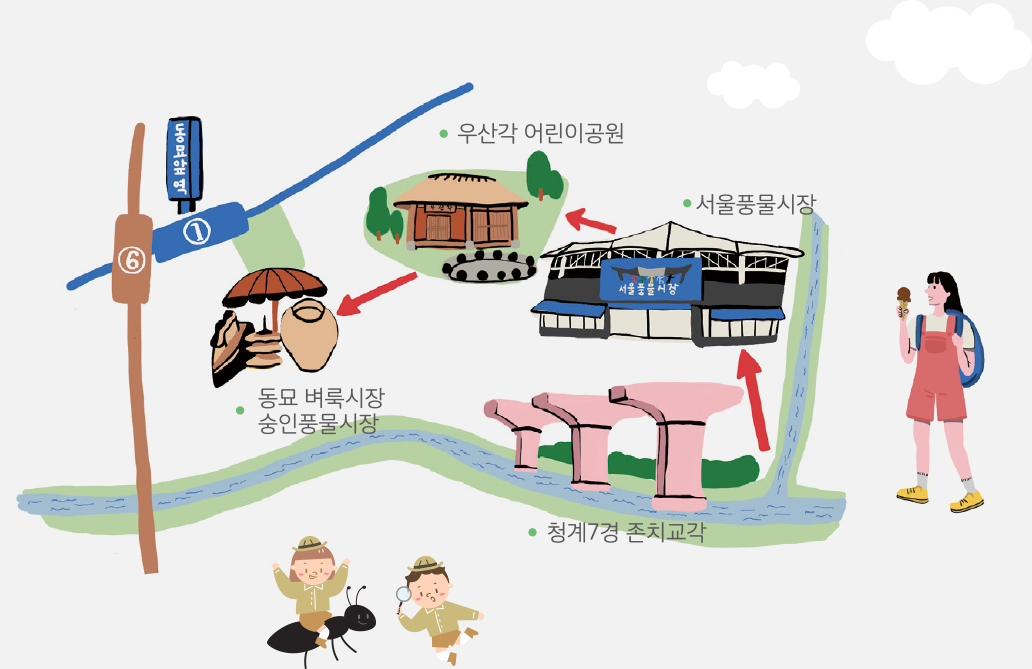 우산각 어린이공원
동묘앞역
서울풍물시장
①
⑥
서울풍물시장
동묘 벼룩시장
숭인풍물시장
청계7경 존치교각